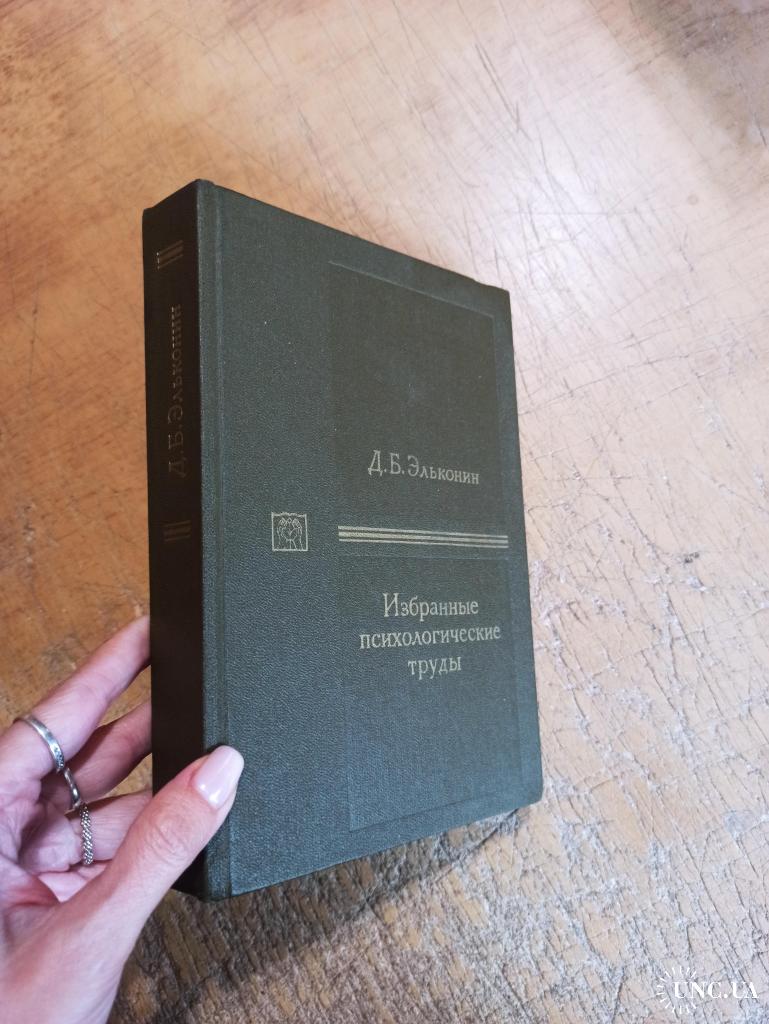 Д.Б.Эльконин
Д.Б.Эльконин
Избранные
психологические
труды
UNC.UA